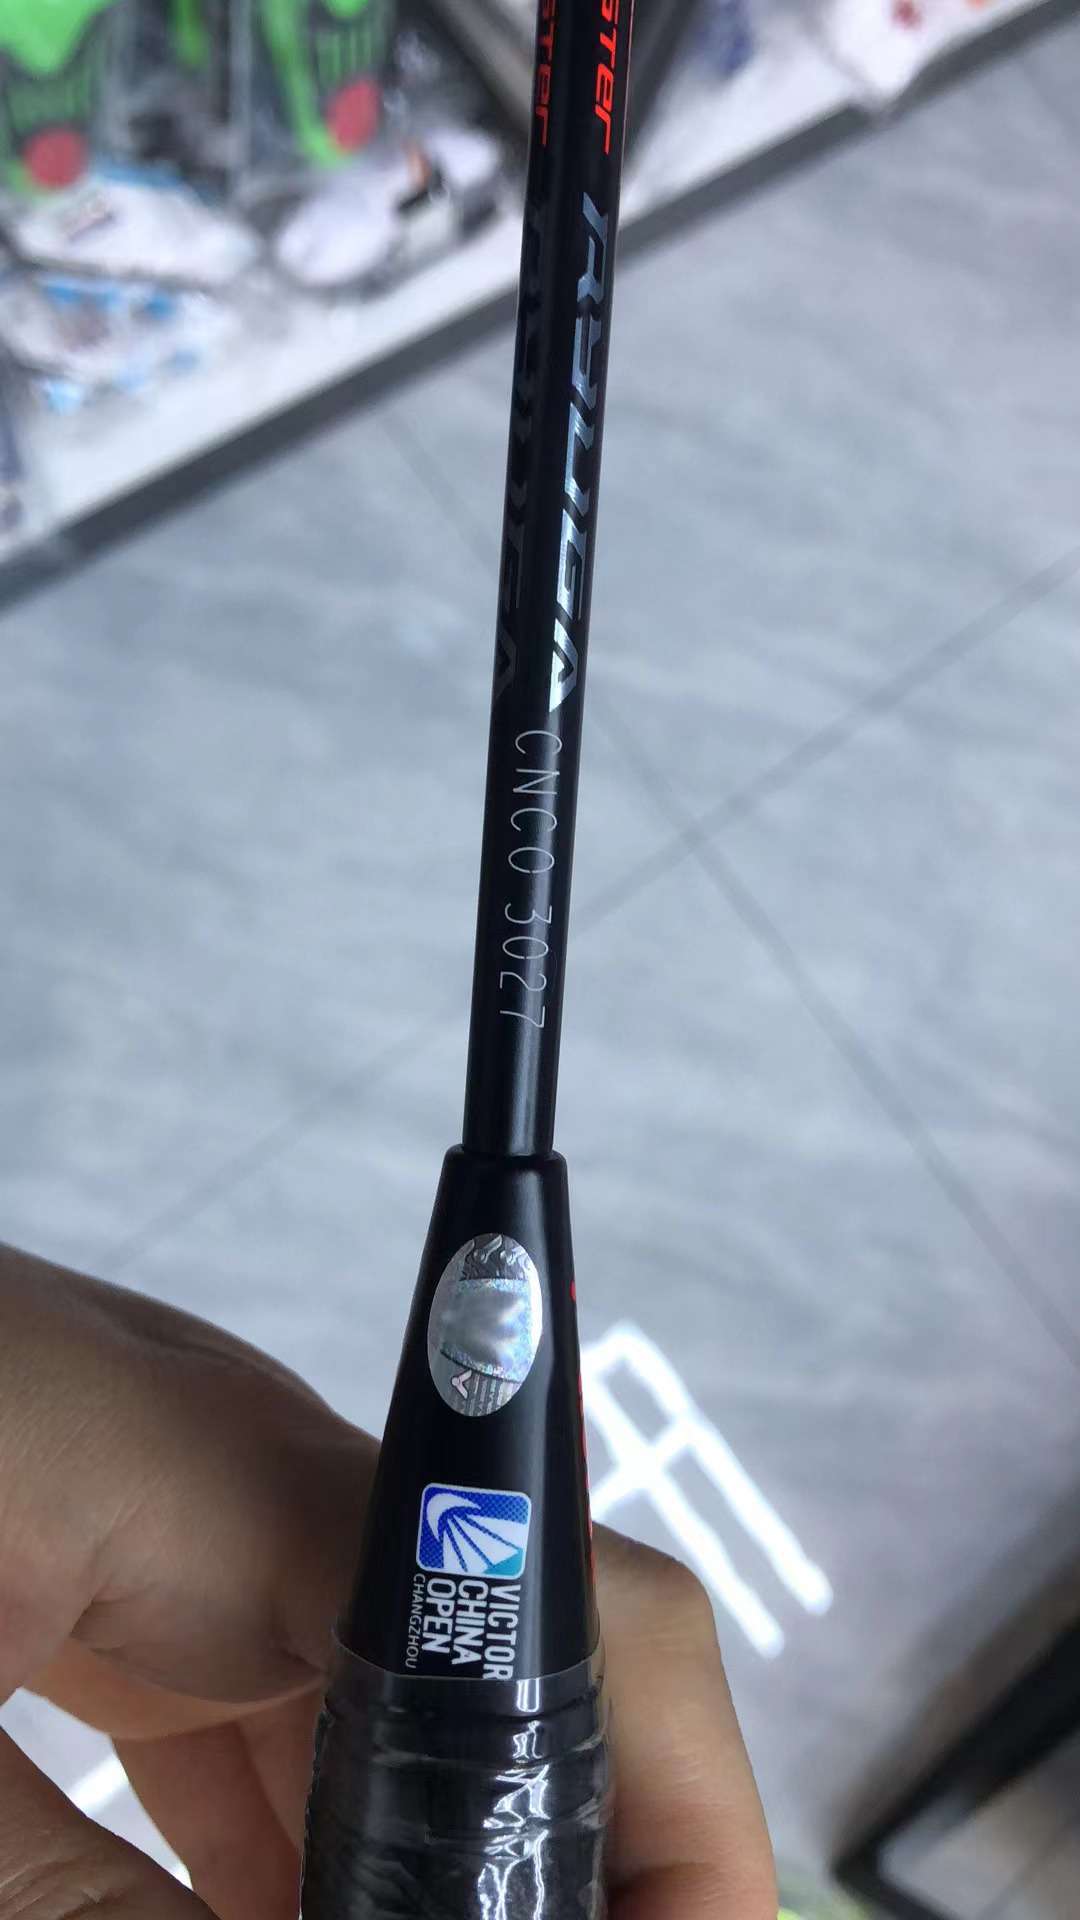 RYUGA
CNCO 3027
VICTOR
CHINA
OPEN
CHANGZHOU